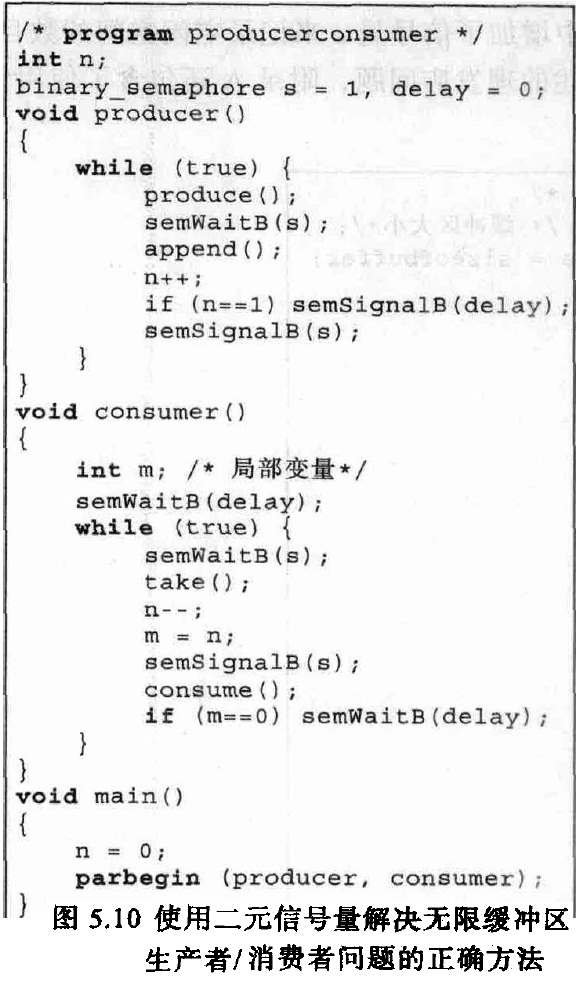 /* program producerconsumer */
int n;
binary_semaphore s = 1, delay = 0;
void producer()
{
while (true) {
produce();
semWaitB(s);
append();
n++;
if (n==1) semSignalB(delay);
semSignalB(s);
}
}
void consumer()
{
int m; /* 局部变量*/
semWaitB(delay);
while (true) {
semWaitB(s);
take();
n--;
m = n;
semSignalB(s);
consume();
if (m==0) semWaitB(delay);
}
}
void main()
{
n = 0;
parbegin (producer, consumer);
}
图 5.10 使用二元信号量解决无限缓冲区
生产者/消费者问题的正确方法